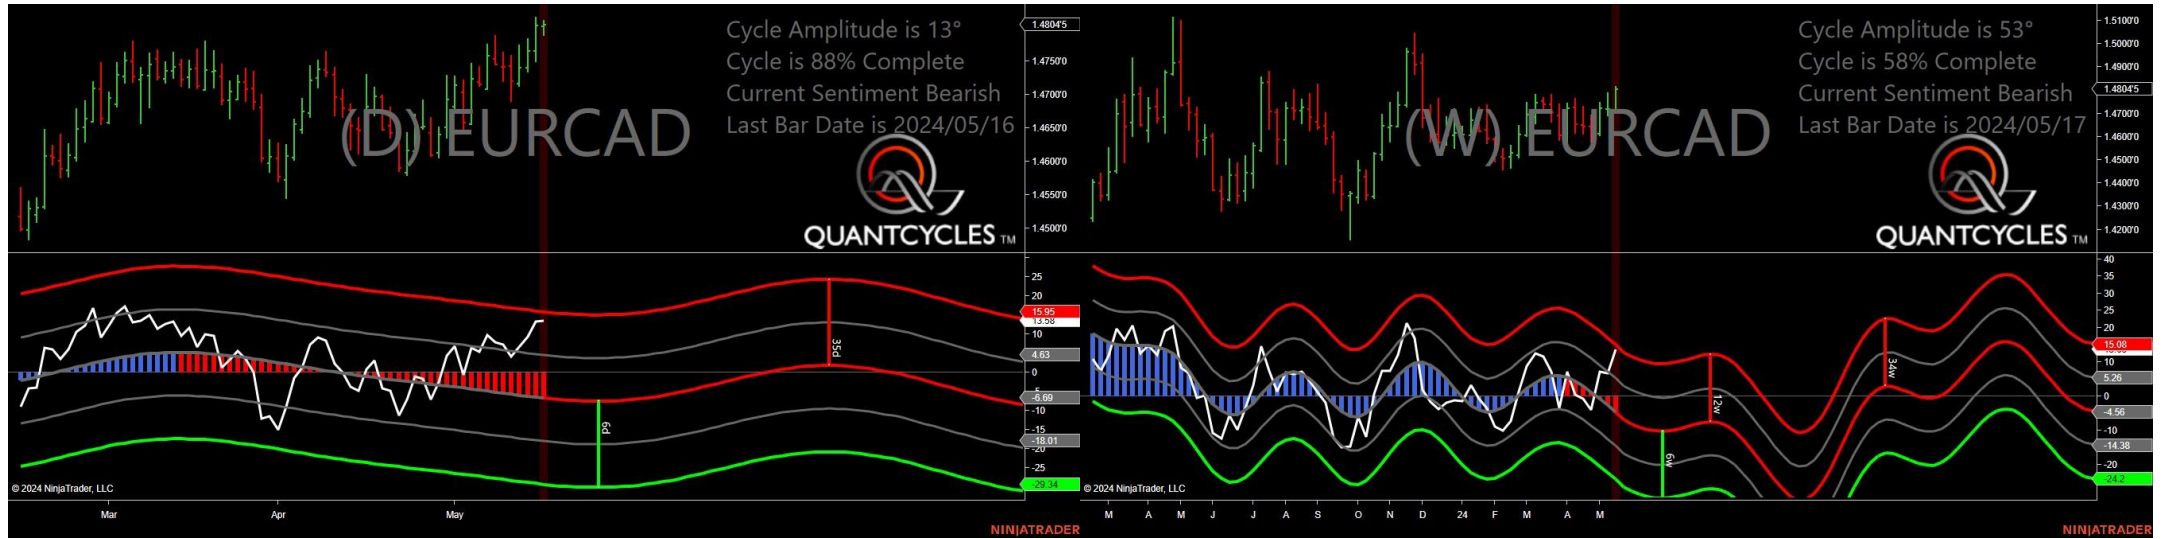 Cycle Amplitude is 13°
Cycle is 88% Complete
Current Sentiment Bearish
Last Bar Date is 2024/05/16
(D) EURCAD
QUANTCYCLES TM
1.4804'5
1.4750'0
1.4700'0
1.4650'0
1.4600'0
1.4550'0
1.4500'0
25
20
15.95
13.58
10
4.63
0
-5
-6.69
-10
-15
-18.01
-20
-25
-29.34
35d
6d
© 2024 NinjaTrader, LLC
Mar Apr May
NINJATRADER
Cycle Amplitude is 53°
Cycle is 58% Complete
Current Sentiment Bearish
Last Bar Date is 2024/05/17
(W) EURCAD
QUANTCYCLES TM
1.5100'0
1.5000'0
1.4900'0
1.4804'5
1.4700'0
1.4600'0
1.4500'0
1.4400'0
1.4300'0
1.4200'0
40
35
30
25
20
15.08
10
5.26
0
-4.56
-10
-14.38
-20
-24.2
12w
34w
6w
© 2024 NinjaTrader, LLC
M A M J J A S O N D 24 F M A M
NINJATRADER